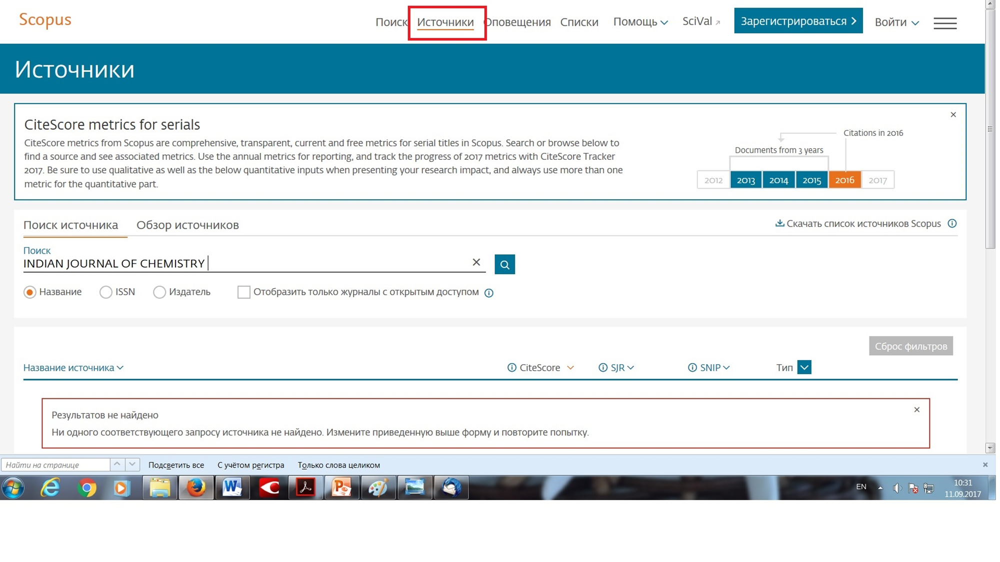 Scopus
Поиск Источники Оповещения Списки Помощь SciVal Зарегистрироваться Войти
Источники
CiteScore metrics for serials
CiteScore metrics from Scopus are comprehensive, transparent, current and free metrics for serial titles in Scopus. Search or browse below to
find a source and see associated metrics. Use the annual metrics for reporting, and track the progress of 2017 metrics with CiteScore Tracker
2017. Be sure to use qualitative as well as the below quantitative inputs when presenting your research impact, and always use more than one
metric for the quantitative part.
Citations in 2016
Documents from 3 years
2012 2013 2014 2015 2016 2017
Поиск источника Обзор источников Скачать список источников Scopus
Поиск
INDIAN JOURNAL OF CHEMISTRY
Название ISSN Издатель Отобразить только журналы с открытым доступом
Сброс фильтров
Название источника CiteScore SJR SNIP Тип
Результатов не найдено
Ни одного соответствующего запросу источника не найдено. Измените приведенную выше форму и повторите попытку.
Найти на странице Подсветить все С учётом регистра Только слова целиком
EN 10:31
11.09.2017